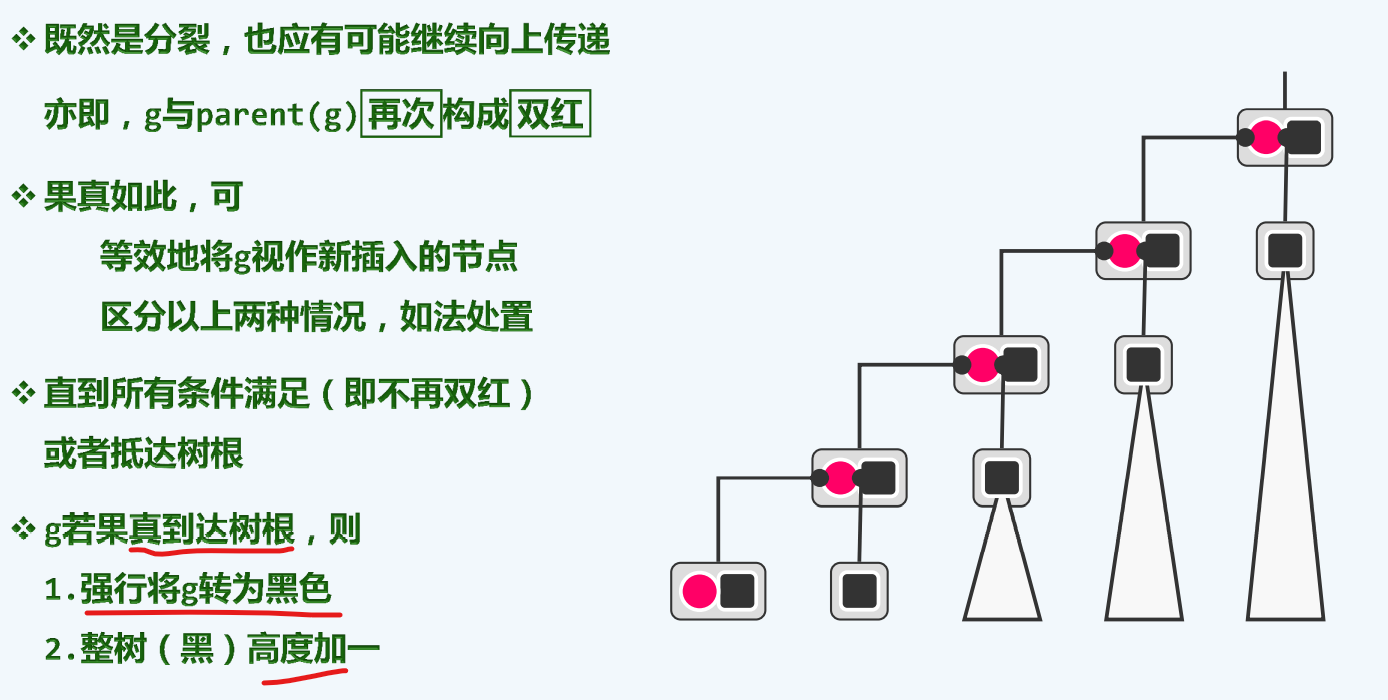 ❖ 既然是分裂，也应有可能继续向上传递
亦即，g与parent(g)再次构成双红
❖ 果真如此，可
等效地将g视作新插入的节点
区分以上两种情况，如法处置
❖ 直到所有条件满足（即不再双红）
或者抵达树根
❖ g若果真到达树根，则
1.强行将g转为黑色
2.整树（黑）高度加一